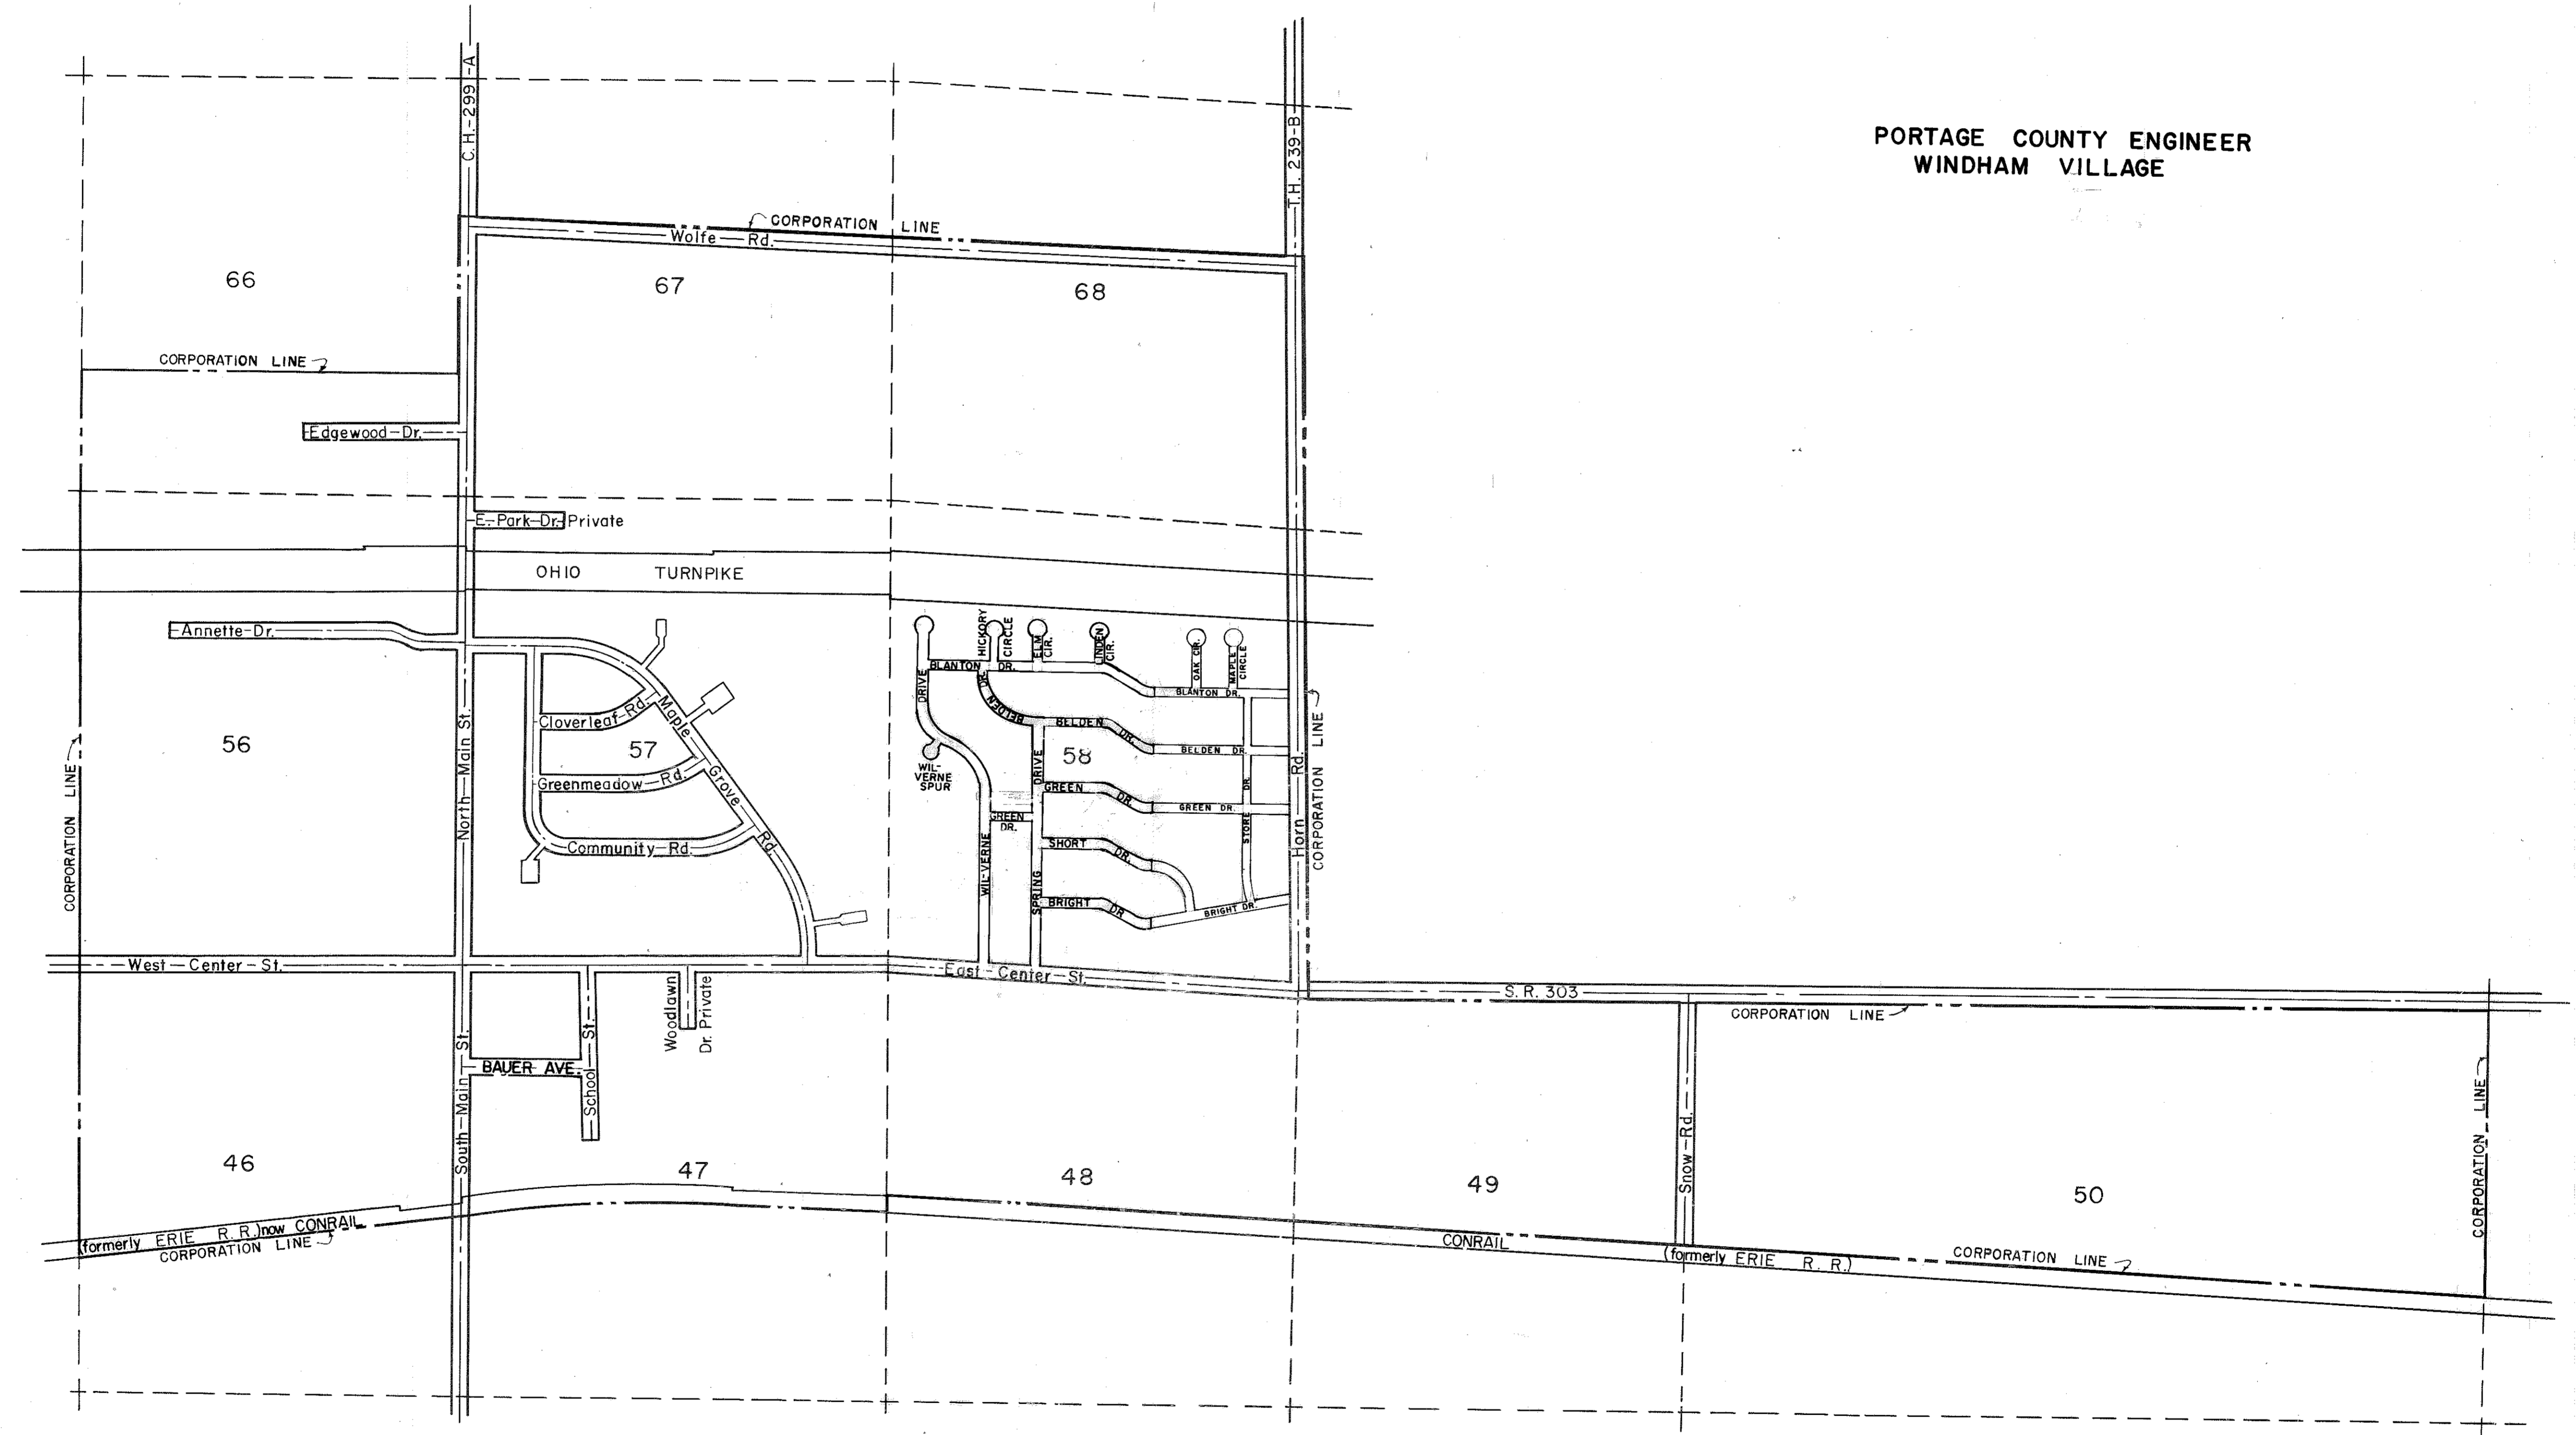 C. H.-299-A
T.H. 239-B
PORTAGE COUNTY ENGINEER
WINDHAM VILLAGE
CORPORATION LINE
Wolfe Rd.
66
67
68
CORPORATION LINE
Edgewood Dr.
E. Park Dr. Private
OHIO TURNPIKE
Annette Dr.
HICKORY CIRCLE
ELM CIR.
LINDEN CIR.
OAK CR.
MAPLE CIRCLE
BLANTON DR.
BLANTON DR.
DRIVE
BELDEN DR.
BELDEN DR.
BELDEN DR.
Cloverleaf Rd.
Maple Grove Rd.
56
57
58
WIL-
VERNE
SPUR
DRIVE
Greenmeadow Rd.
GREEN DR.
GREEN DR.
GREEN
DR.
STORE DR.
North Main St.
Horn Rd.
CORPORATION LINE
CORPORATION LINE
Community Rd.
SHORT DR.
WIL-VERNE
SPRING
BRIGHT DR
BRIGHT DR.
West Center St.
East Center St.
S. R. 303
CORPORATION LINE
Woodlawn
Dr. Private
School St.
BAUER AVE.
South Main St.
Snow Rd.
CORPORATION LINE
CORPORATION LINE
46
47
48
49
50
(formerly ERIE R. R.) now CONRAIL
CORPORATION LINE
CONRAIL
(formerly ERIE R. R.)
CORPORATION LINE